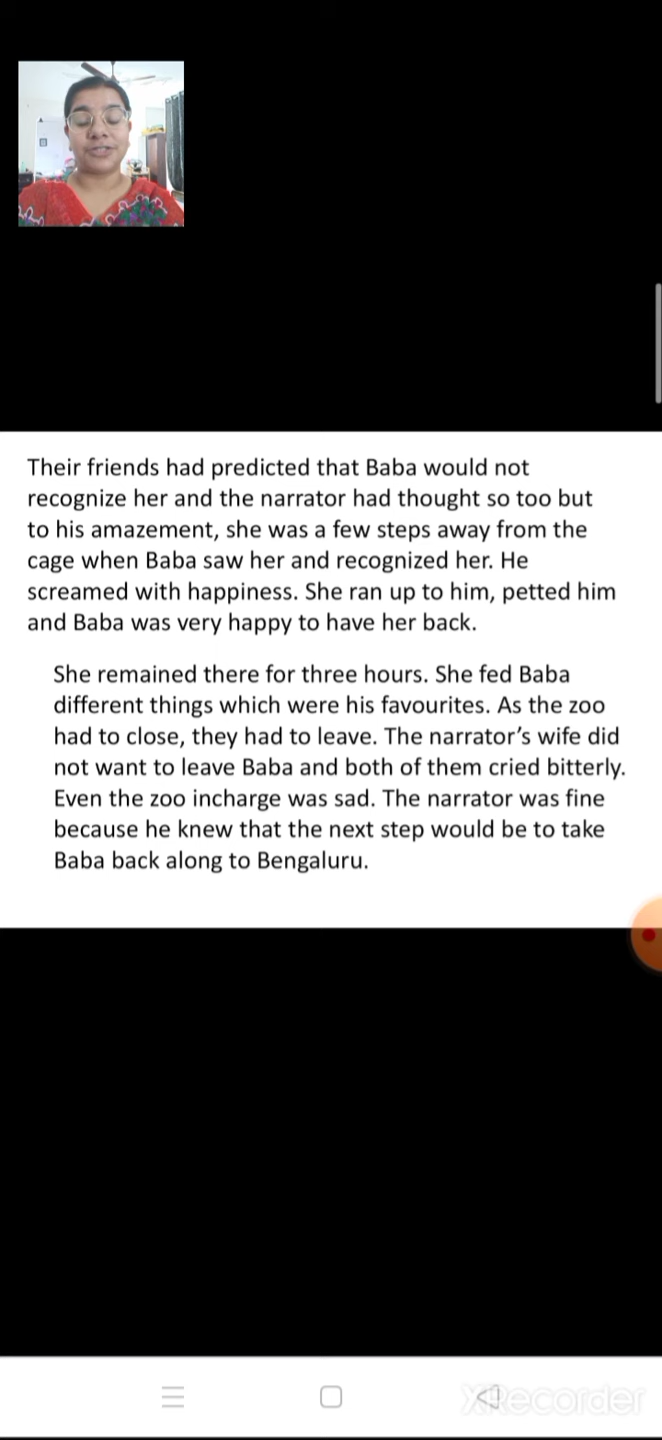 Their friends had predicted that Baba would not
recognize her and the narrator had thought so too but
to his amazement, she was a few steps away from the
cage when Baba saw her and recognized her. He
screamed with happiness. She ran up to him, petted him
and Baba was very happy to have her back.
She remained there for three hours. She fed Baba
different things which were his favourites. As the zoo
had to close, they had to leave. The narrator’s wife did
not want to leave Baba and both of them cried bitterly.
Even the zoo incharge was sad. The narrator was fine
because he knew that the next step would be to take
Baba back along to Bengaluru.
XRecorder